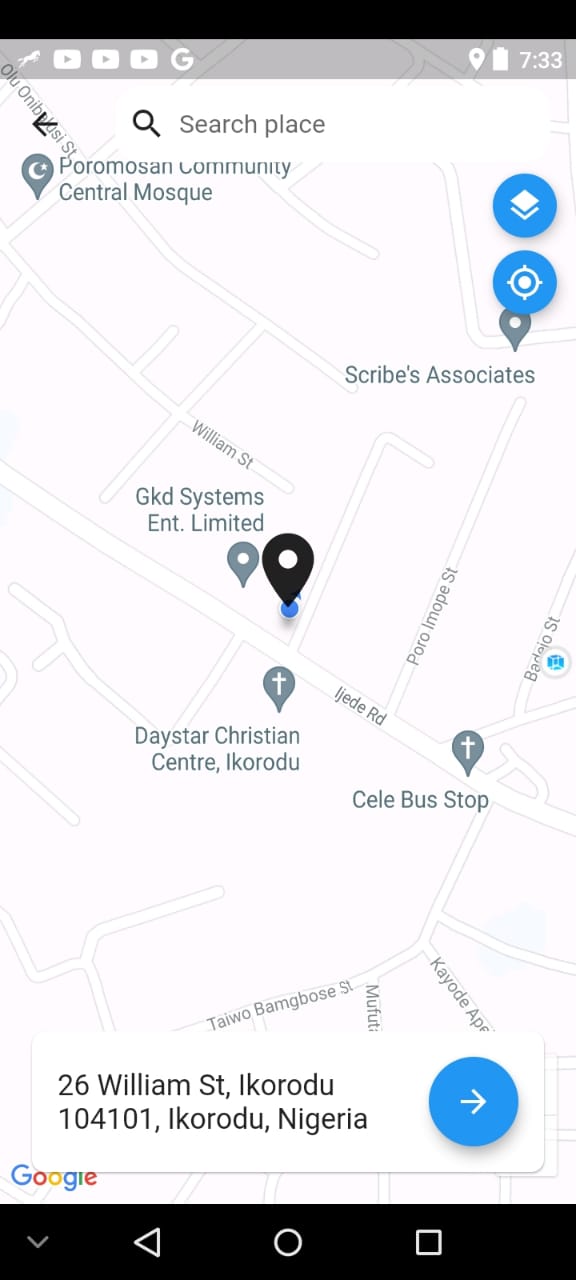 7:33
Olu Onibalusi St
Search place
Poromosan Community
Central Mosque
Scribe's Associates
William St
Gkd Systems
Ent. Limited
Poro Imope St
Badejo St
Ijede Rd
Daystar Christian
Centre, Ikorodu
Cele Bus Stop
Taiwo Bamgbose St
Kayode Ape
26 William St, Ikorodu
104101, Ikorodu, Nigeria
Google